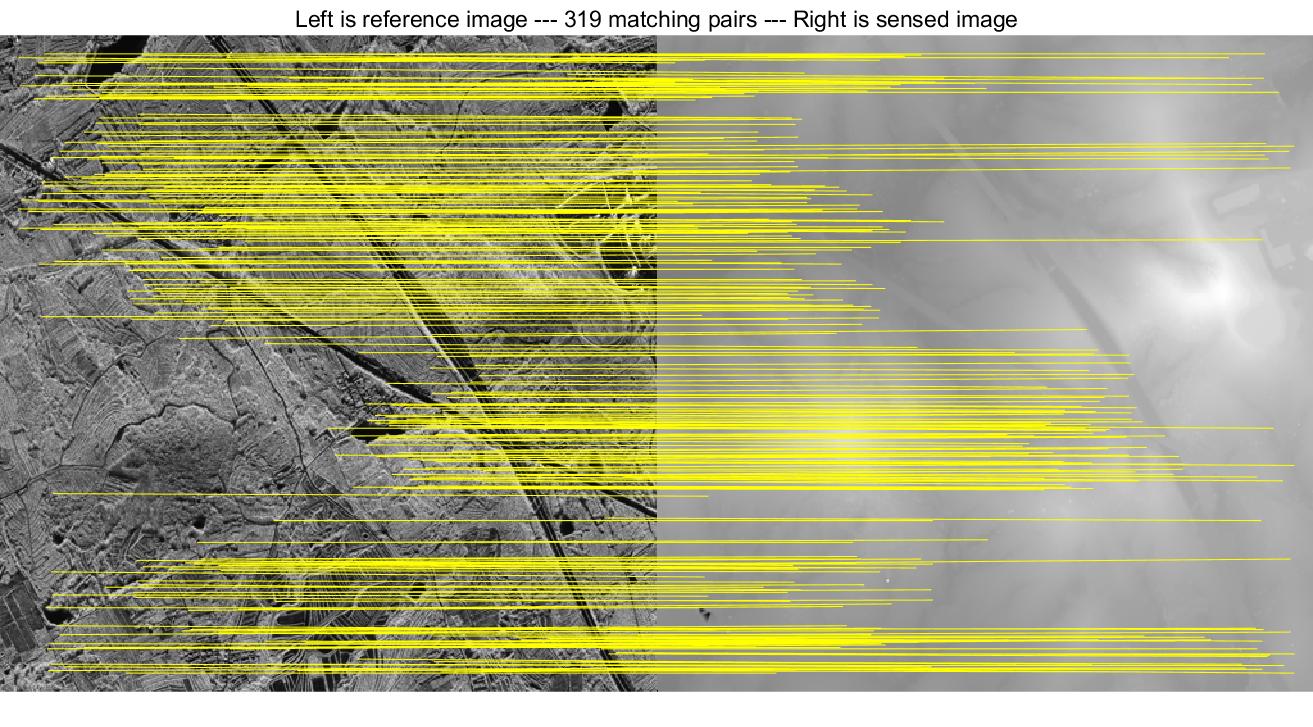 Left is reference image --- 319 matching pairs --- Right is sensed image